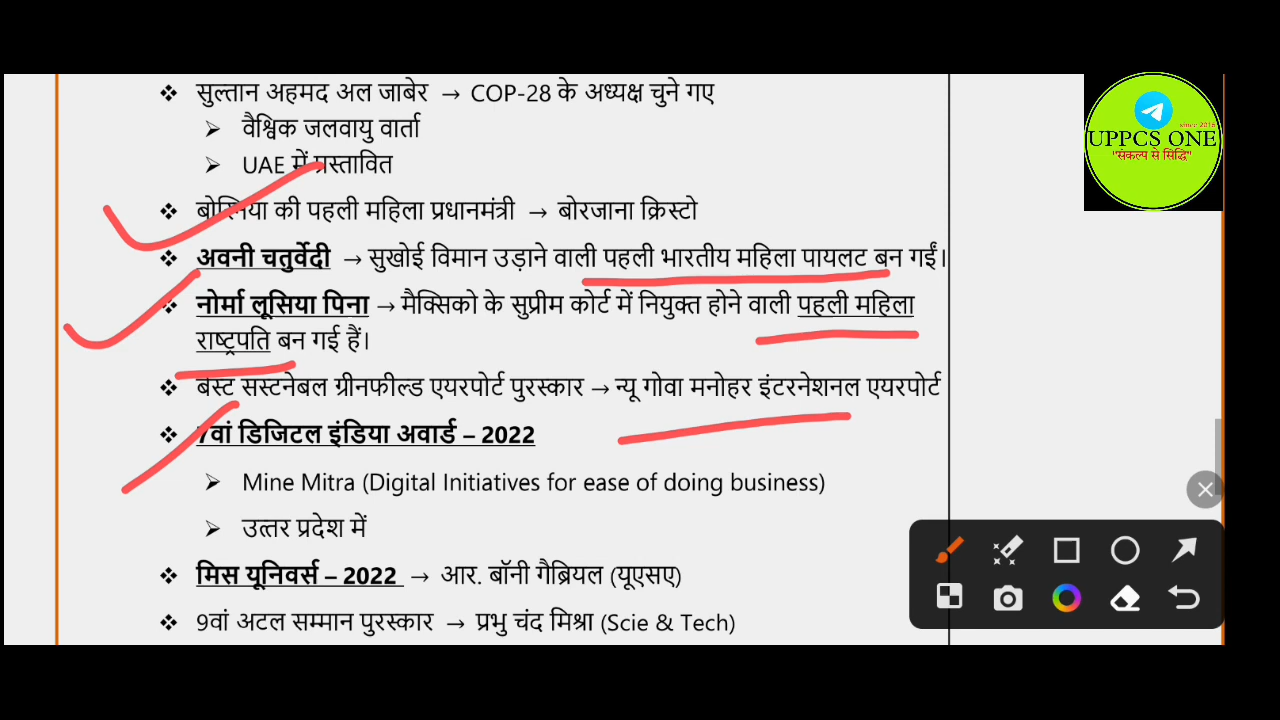 सुल्तान अहमद अल जाबेर → COP-28 के अध्यक्ष चुने गए
वैश्विक जलवायु वार्ता
UAE में प्रस्तावित
बोस्निया की पहली महिला प्रधानमंत्री → बोरजाना क्रिस्टो
अवनी चतुर्वेदी → सुखोई विमान उड़ाने वाली पहली भारतीय महिला पायलट बन गईं।
नोर्मा लूसिया पिना → मैक्सिको के सुप्रीम कोर्ट में नियुक्त होने वाली पहली महिला
राष्ट्रपति बन गई हैं।
बेस्ट सस्टनेबल ग्रीनफील्ड एयरपोर्ट पुरस्कार → न्यू गोवा मनोहर इंटरनेशनल एयरपोर्ट
7वां डिजिटल इंडिया अवार्ड – 2022
Mine Mitra (Digital Initiatives for ease of doing business)
उत्तर प्रदेश में
मिस यूनिवर्स – 2022 → आर. बॉनी गैब्रियल (यूएसए)
9वां अटल सम्मान पुरस्कार → प्रभु चंद मिश्रा (Scie & Tech)
since 2016
UPPCS ONE
"संकल्प से सिद्धि"